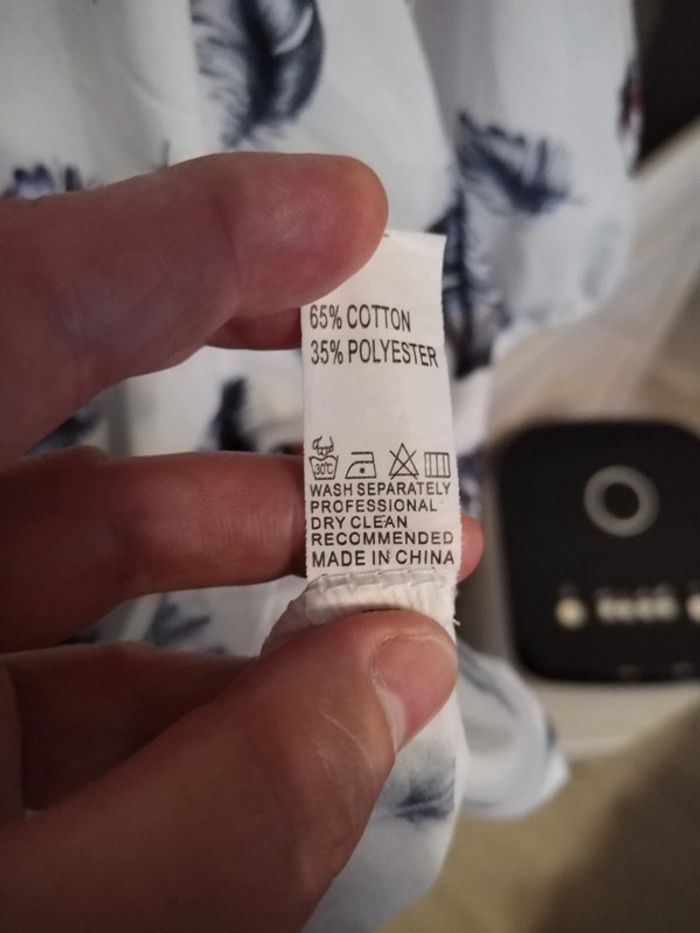 65% COTTON
35% POLYESTER
30°C
WASH SEPARATELY
PROFESSIONAL
DRY CLEAN
RECOMMENDED
MADE IN CHINA